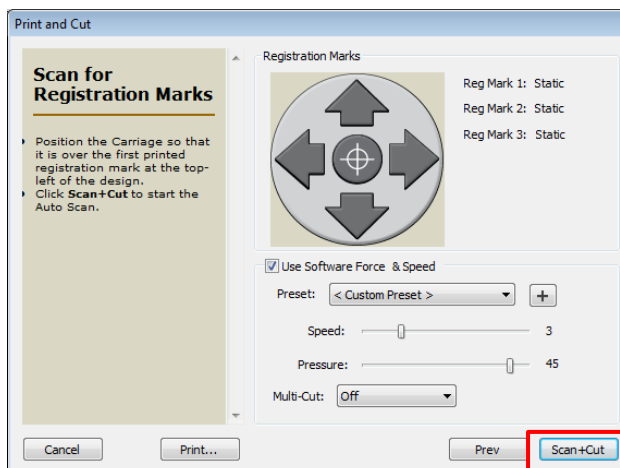 Print and Cut
Scan for
Registration Marks
Position the Carriage so that
it is over the first printed
registration mark at the top-
left of the design.
Click Scan+Cut to start the
Auto Scan.
Registration Marks
Reg Mark 1: Static
Reg Mark 2: Static
Reg Mark 3: Static
Use Software Force & Speed
Preset: < Custom Preset > +
Speed: 3
Pressure: 45
Multi-Cut: Off
Cancel Print... Prev Scan+Cut